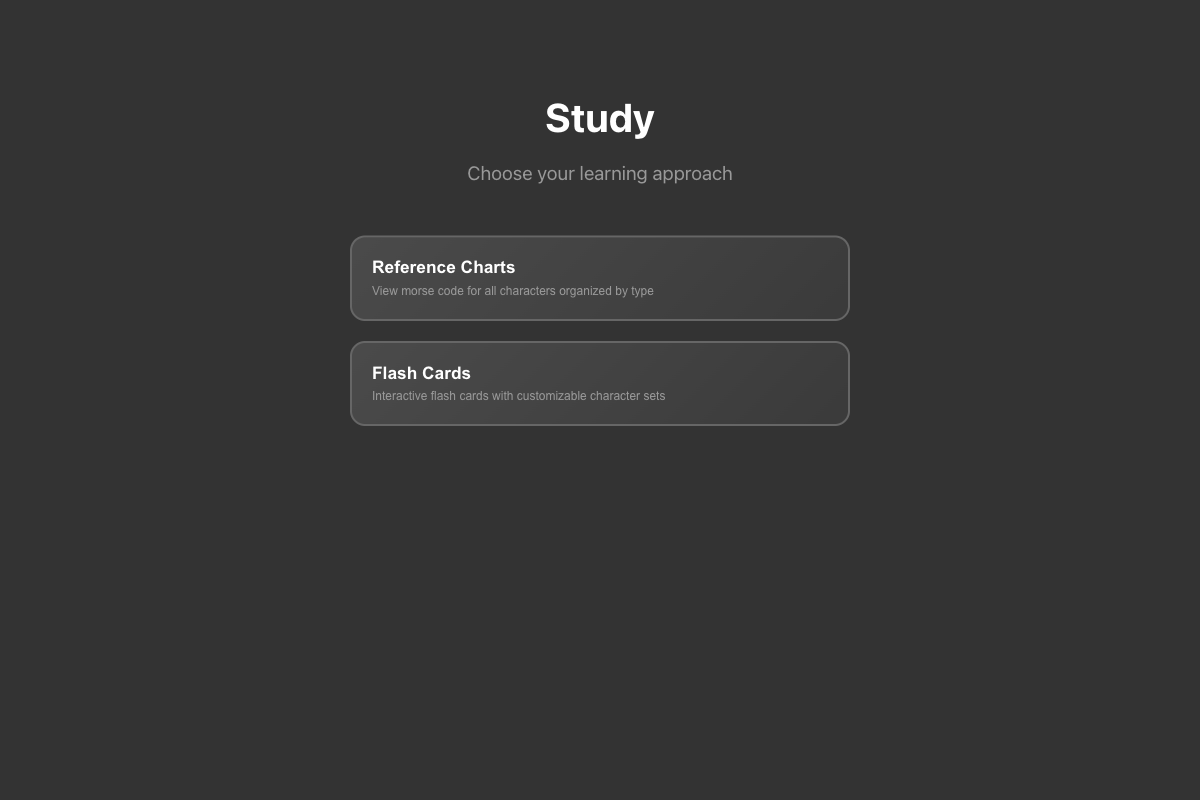 Study
Choose your learning approach
Reference Charts
View morse code for all characters organized by type
Flash Cards
Interactive flash cards with customizable character sets